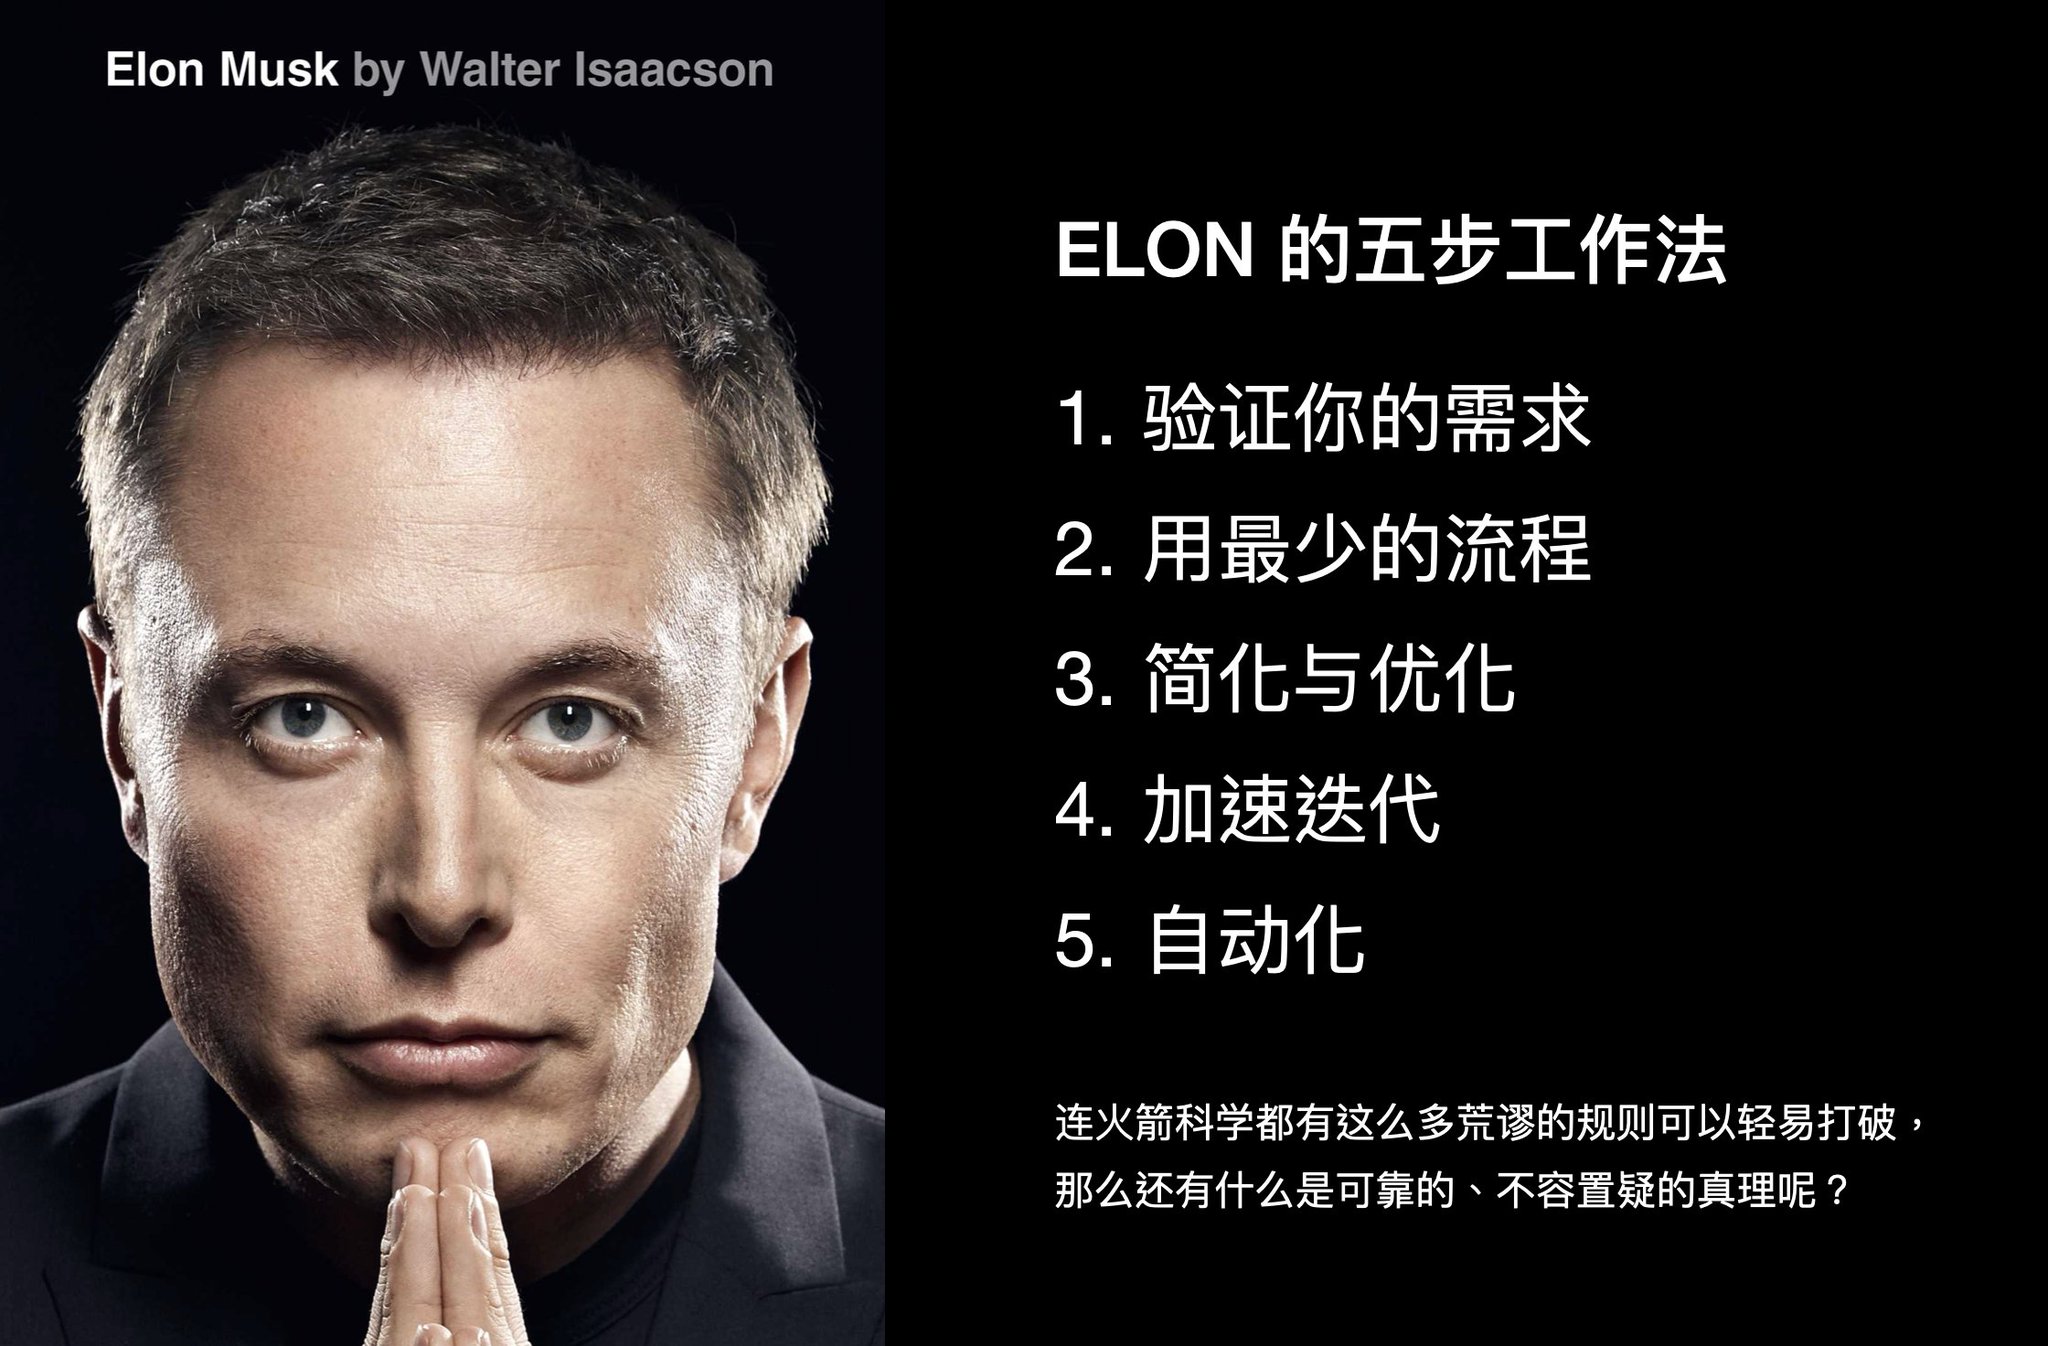 Elon Musk by Walter Isaacson
ELON 的五步工作法
1. 验证你的需求
2. 用最少的流程
3. 简化与优化
4. 加速迭代
5. 自动化
连火箭科学都有这么多荒谬的规则可以轻易打破，
那么还有什么是可靠的、不容置疑的真理呢？